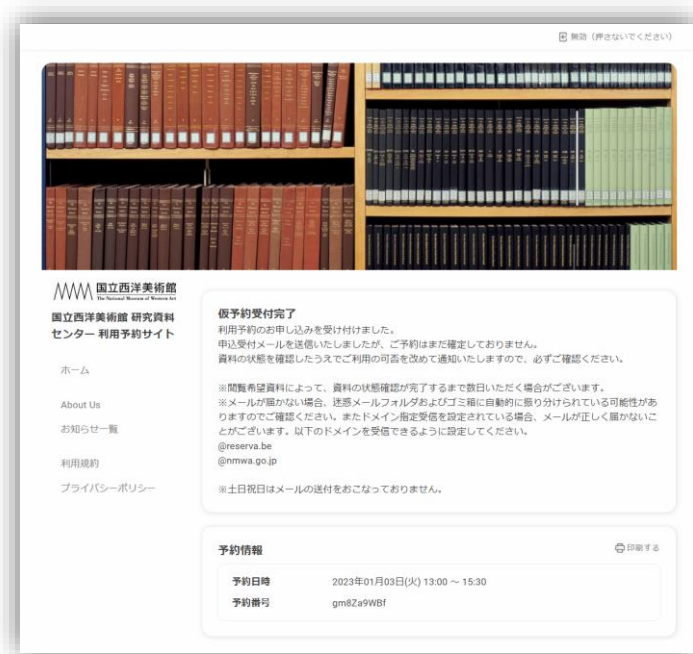 無効（押さないでください）
国立西洋美術館
The National Museum of Western Art
国立西洋美術館 研究資料
センター 利用予約サイト
ホーム
About Us
お知らせ一覧
利用規約
プライバシーポリシー
仮予約受付完了
利用予約のお申し込みを受け付けました。
申込受付メールを送信いたしましたが、ご予約はまだ確定しておりません。
資料の状態を確認したうえでご利用の可否を改めて通知いたしますので、必ずご確認ください。
※閲覧希望資料によって、資料の状態確認が完了するまで数日いただく場合がございます。
※メールが届かない場合、迷惑メールフォルダおよびゴミ箱に自動的に振り分けられている可能性があ
りますのでご確認ください。またドメイン指定受信を設定されている場合、メールが正しく届かないこ
とがございます。以下のドメインを受信できるように設定してください。
@reserva.be
@nmwa.go.jp
※土日祝日はメールの送付をおこなっておりません。
予約情報
印刷する
予約日時 2023年01月03日(火) 13:00 ～ 15:30
予約番号 gm8Za9WBf